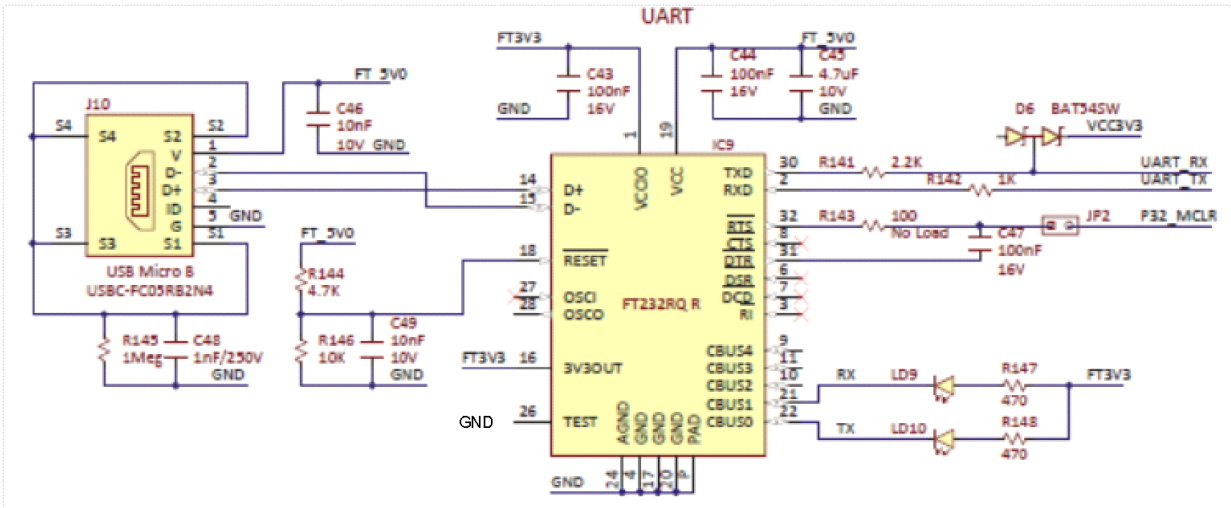 UART
FT3V3
C43
100nF
16V
GND
C44
100nF
16V
FT_5V0
C45
4.7uF
10V
GND
J10
S4
S4
S2
S2
V
1
D-
2
D+
3
ID
4
G
5
GND
S3
S3
S1
S1
USB Micro B
USBC-FC05RB2N4
FT_5V0
C46
10nF
10V
GND
R145
1Meg
C48
1nF/250V
GND
FT_5V0
R144
4.7K
R146
10K
C49
10nF
10V
GND
IC9
1
VCCIO
19
VCC
14
D+
15
D-
18
RESET
27
OSCI
28
OSCO
FT3V3
16
3V3OUT
GND
26
TEST
FT232RQ_R
TXD
30
RXD
2
RTS
32
CTS
8
DTR
31
DSR
6
DCD
7
RI
3
CBUS4
9
CBUS3
11
CBUS2
10
CBUS1
21
CBUS0
22
AGND
GND
GND
GND
PAD
GND
24
4
17
20
P
D6
BAT54SW
VCC3V3
R141
2.2K
UART_RX
R142
1K
UART_TX
R143
100
No Load
C47
100nF
16V
JP2
P32_MCLR
RX
LD9
R147
470
FT3V3
TX
LD10
R148
470